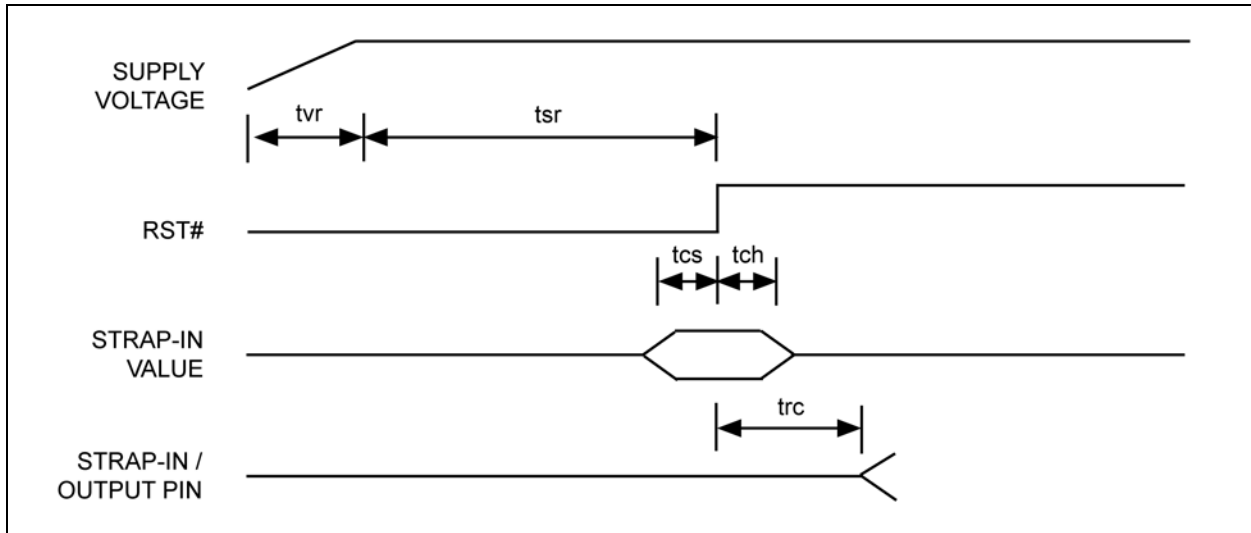 SUPPLY
VOLTAGE
tvr
tsr
RST#
tcs
tch
STRAP-IN
VALUE
trc
STRAP-IN /
OUTPUT PIN